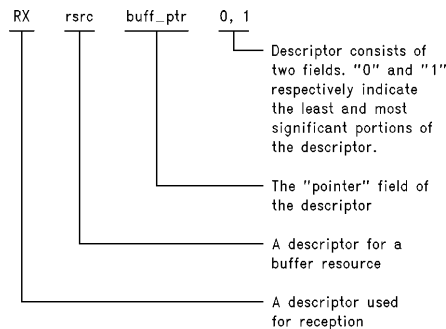 RX rsrc buff_ptr 0, 1
Descriptor consists of
two fields. "0" and "1"
respectively indicate
the least and most
significant portions of
the descriptor.
The "pointer" field of
the descriptor
A descriptor for a
buffer resource
A descriptor used
for reception